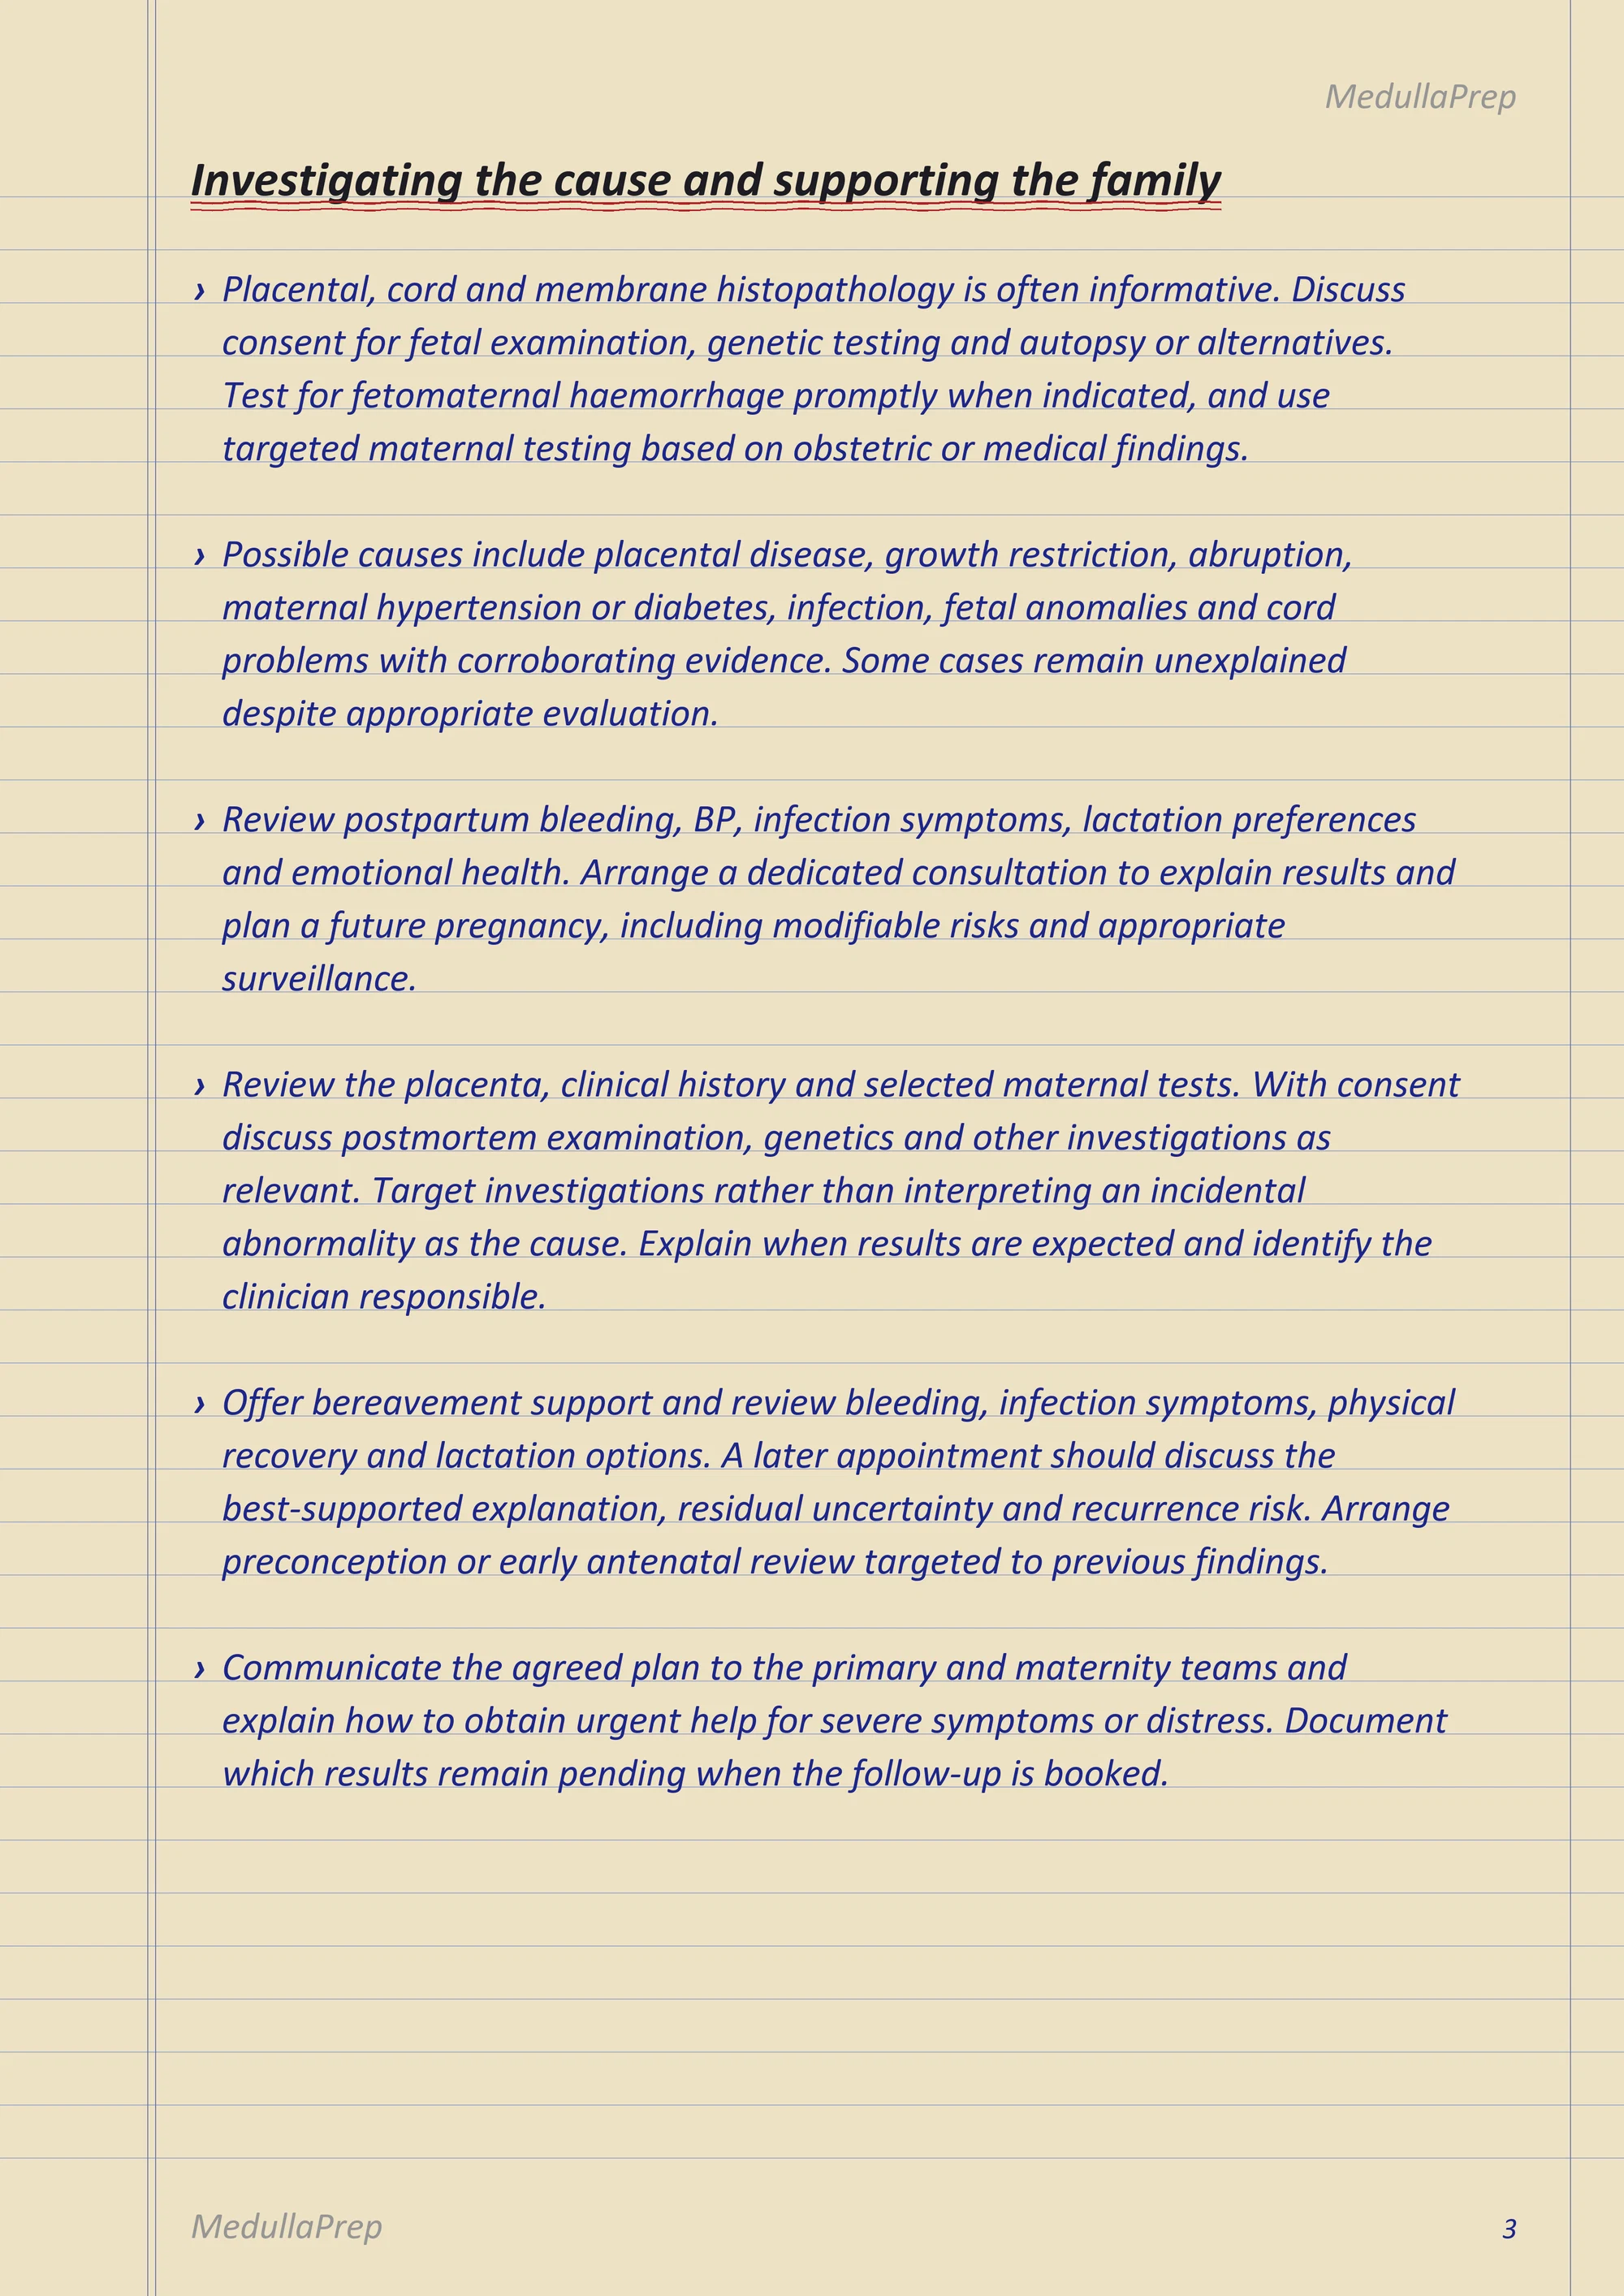 MedullaPrep
Investigating the cause and supporting the family
› Placental, cord and membrane histopathology is often informative. Discuss
consent for fetal examination, genetic testing and autopsy or alternatives.
Test for fetomaternal haemorrhage promptly when indicated, and use
targeted maternal testing based on obstetric or medical findings.
› Possible causes include placental disease, growth restriction, abruption,
maternal hypertension or diabetes, infection, fetal anomalies and cord
problems with corroborating evidence. Some cases remain unexplained
despite appropriate evaluation.
› Review postpartum bleeding, BP, infection symptoms, lactation preferences
and emotional health. Arrange a dedicated consultation to explain results and
plan a future pregnancy, including modifiable risks and appropriate
surveillance.
› Review the placenta, clinical history and selected maternal tests. With consent
discuss postmortem examination, genetics and other investigations as
relevant. Target investigations rather than interpreting an incidental
abnormality as the cause. Explain when results are expected and identify the
clinician responsible.
› Offer bereavement support and review bleeding, infection symptoms, physical
recovery and lactation options. A later appointment should discuss the
best-supported explanation, residual uncertainty and recurrence risk. Arrange
preconception or early antenatal review targeted to previous findings.
› Communicate the agreed plan to the primary and maternity teams and
explain how to obtain urgent help for severe symptoms or distress. Document
which results remain pending when the follow-up is booked.
MedullaPrep
3